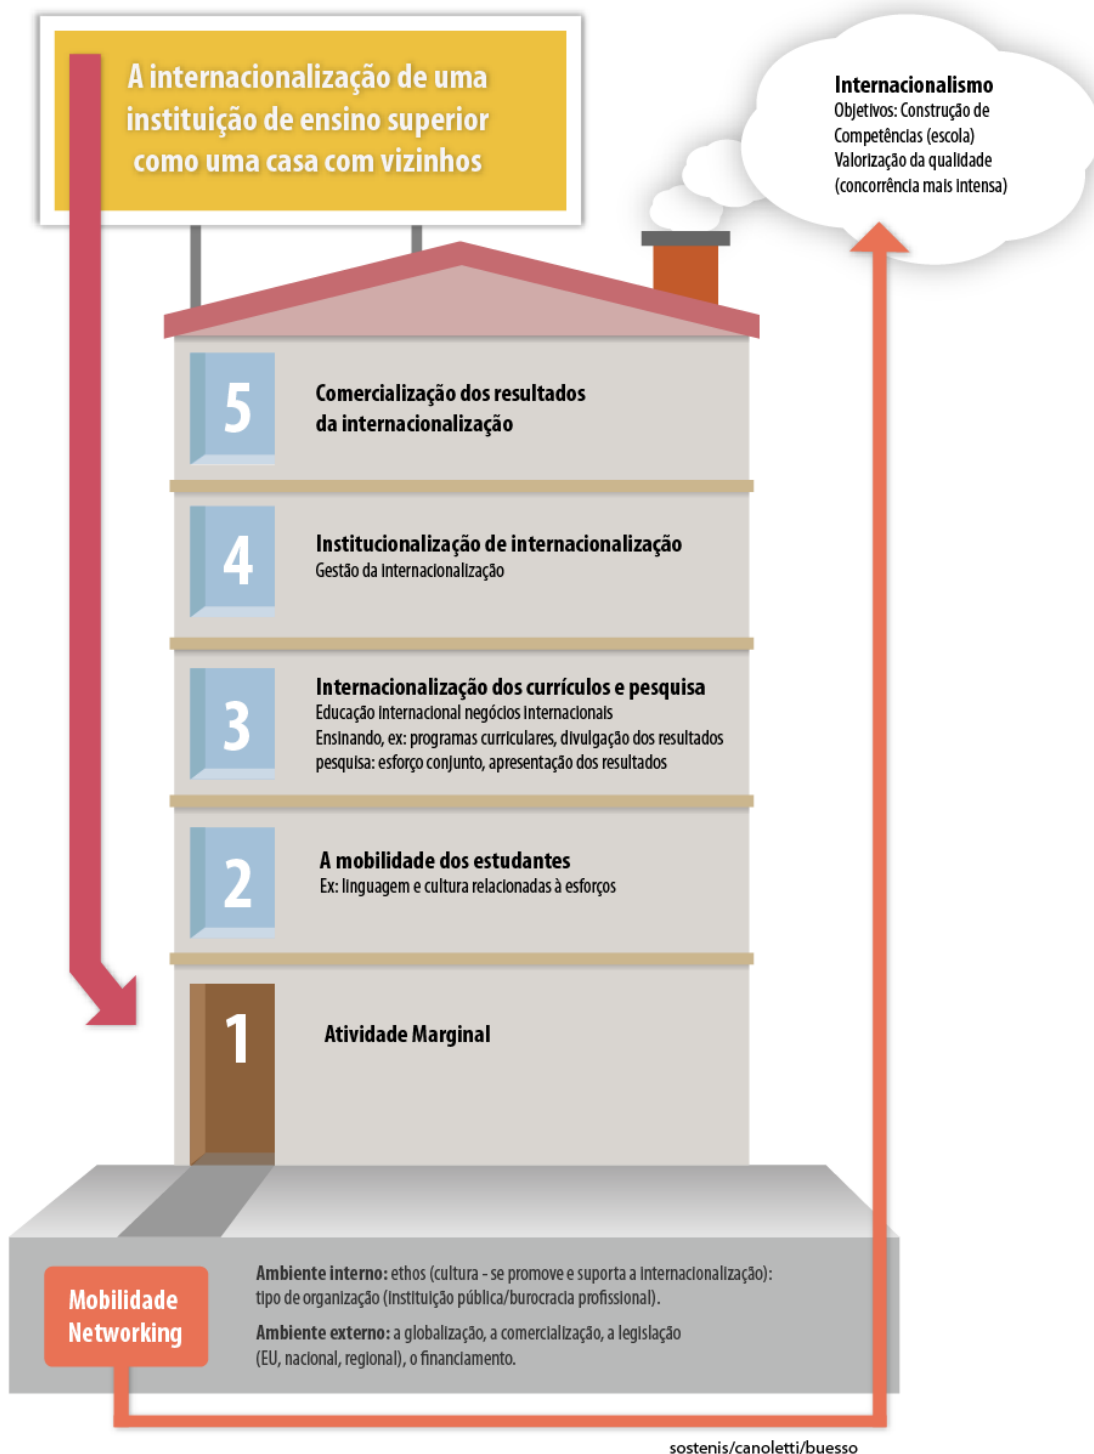 A internacionalização de uma
instituição de ensino superior
como uma casa com vizinhos
Internacionalismo
Objetivos: Construção de
Competências (escola)
Valorização da qualidade
(concorrência mais intensa)
5
Comercialização dos resultados
da internacionalização
4
Institucionalização de internacionalização
Gestão da internacionalização
3
Internacionalização dos currículos e pesquisa
Educação internacional negócios internacionais
Ensinando, ex: programas curriculares, divulgação dos resultados
pesquisa: esforço conjunto, apresentação dos resultados
2
A mobilidade dos estudantes
Ex: linguagem e cultura relacionadas à esforços
1
Atividade Marginal
Mobilidade
Networking
Ambiente interno: ethos (cultura - se promove e suporta a internacionalização):
tipo de organização (instituição pública/burocracia profissional).
Ambiente externo: a globalização, a comercialização, a legislação
(EU, nacional, regional), o financiamento.
sostenis/canoletti/buesso